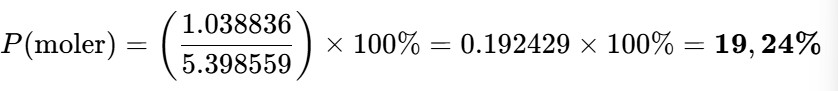 P(moler) = (1.038836 / 5.398559) × 100% = 0.192429 × 100% = 19, 24%